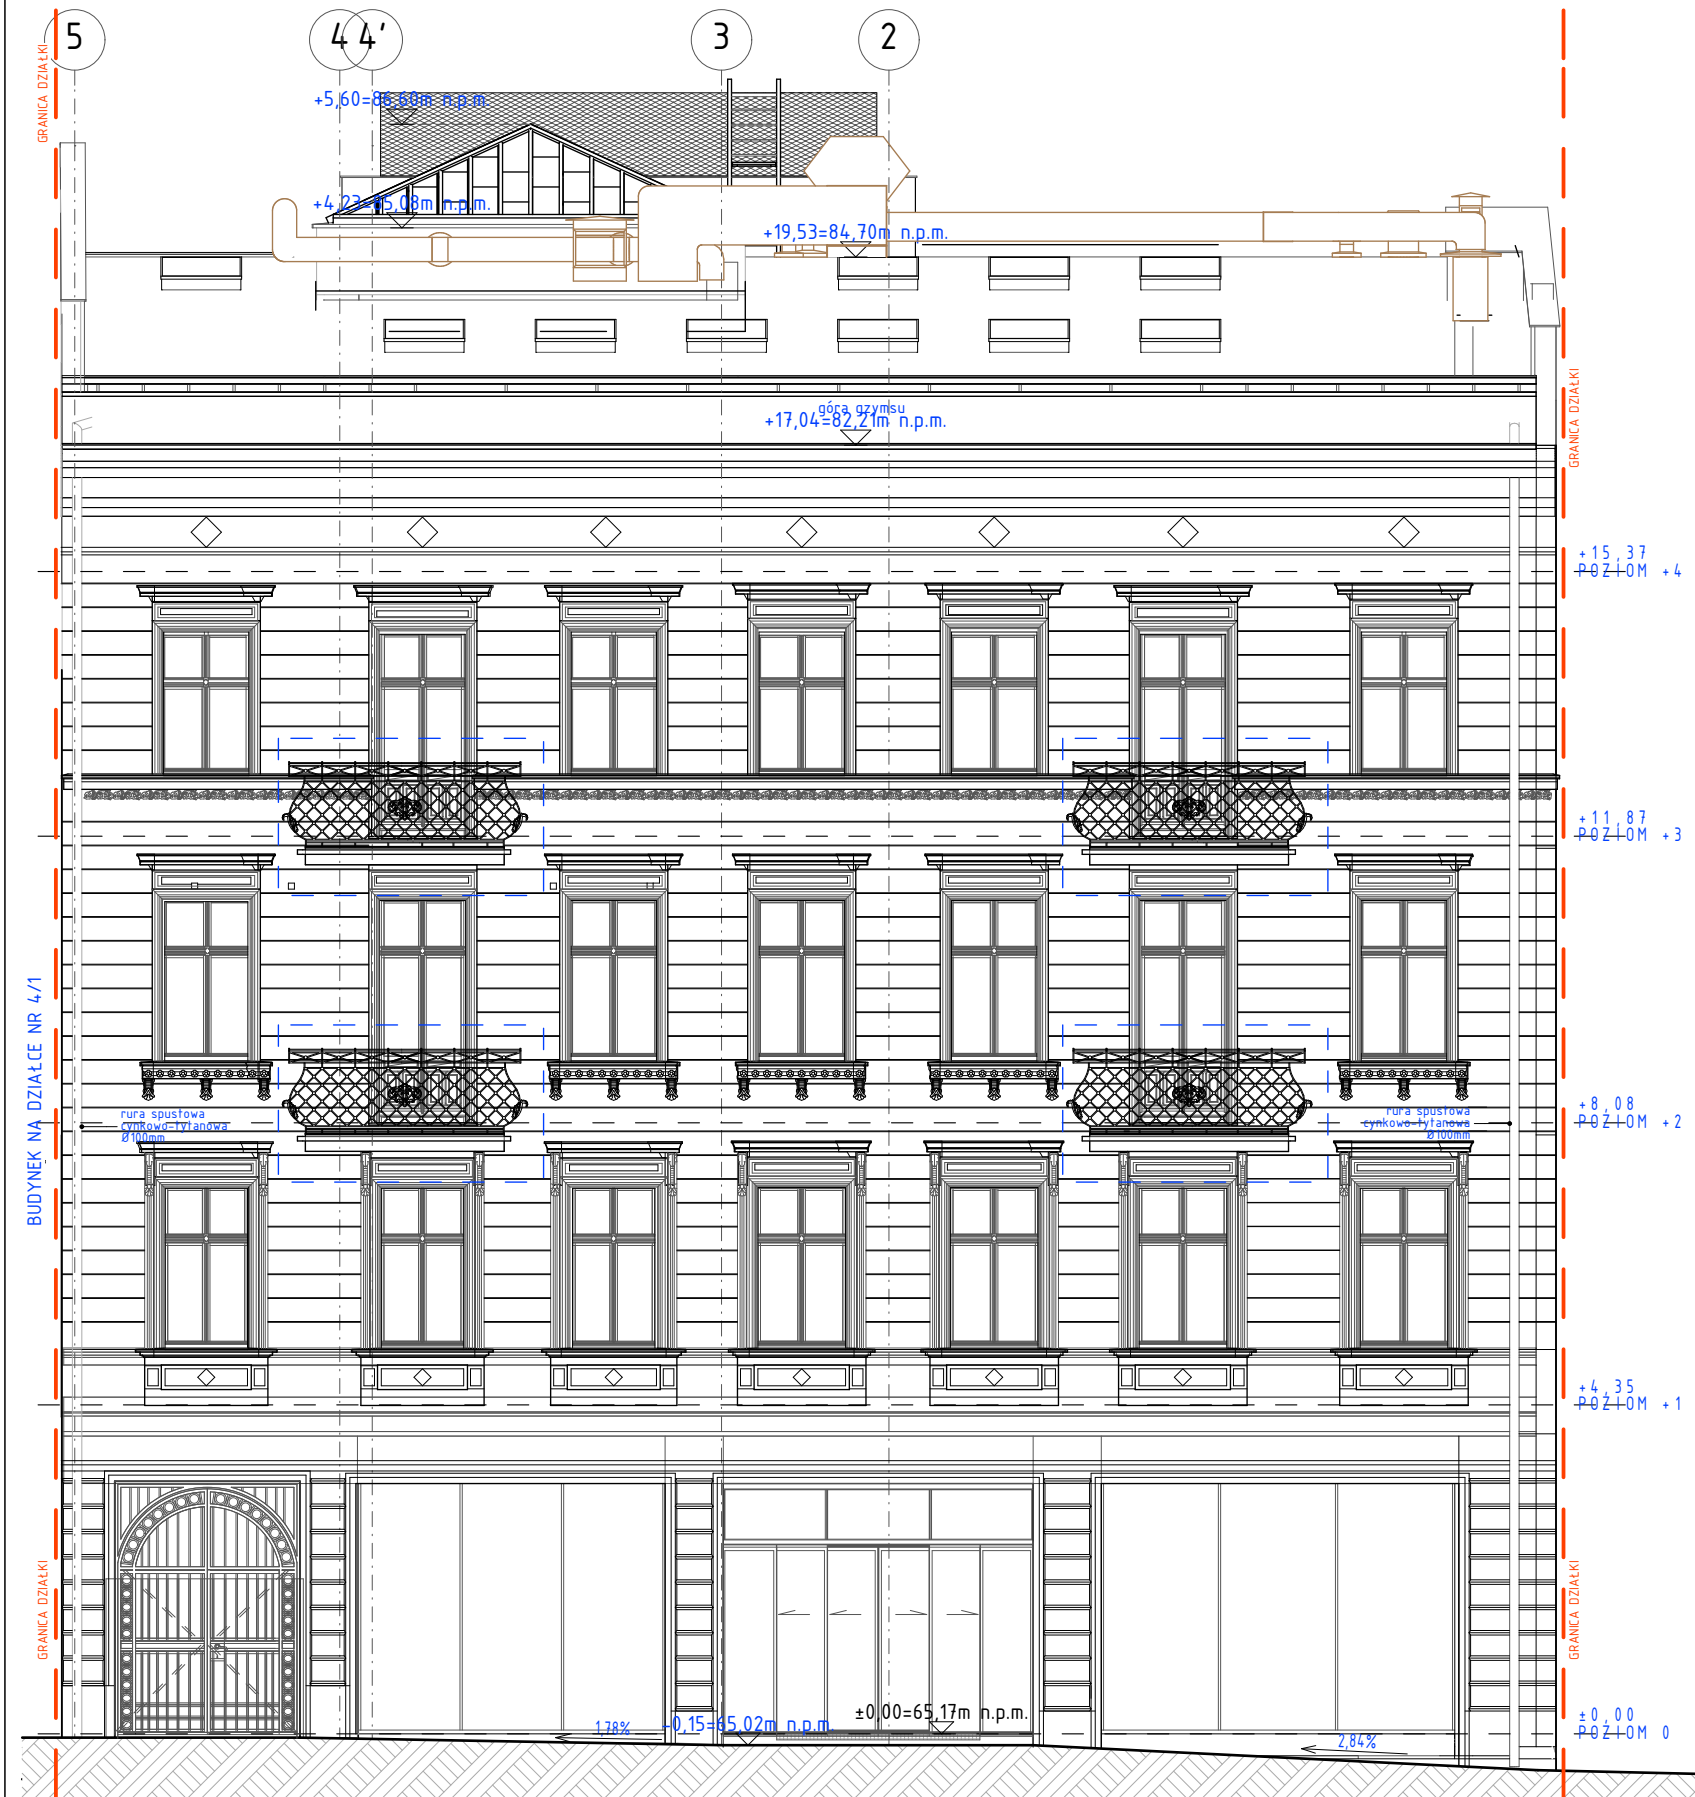 5
4
4'
3
2
GRANICA DZIAŁKI
+5,60=86,60m n.p.m.
+4,23=85,08m n.p.m.
+19,53=84,70m n.p.m.
góra gzymsu
+17,04=82,21m n.p.m.
GRANICA DZIAŁKI
+15,37
POZIOM +4
+11,87
POZIOM +3
BUDYNEK NA DZIAŁCE NR 4/1
rura spustowa
cynkowo-tytanowa
Ø100mm
rura spustowa
cynkowo-tytanowa
Ø100mm
+8,08
POZIOM +2
+4,35
POZIOM +1
GRANICA DZIAŁKI
GRANICA DZIAŁKI
1,78%
-0,15=65,02m n.p.m.
±0,00=65,17m n.p.m.
2,84%
±0,00
POZIOM 0